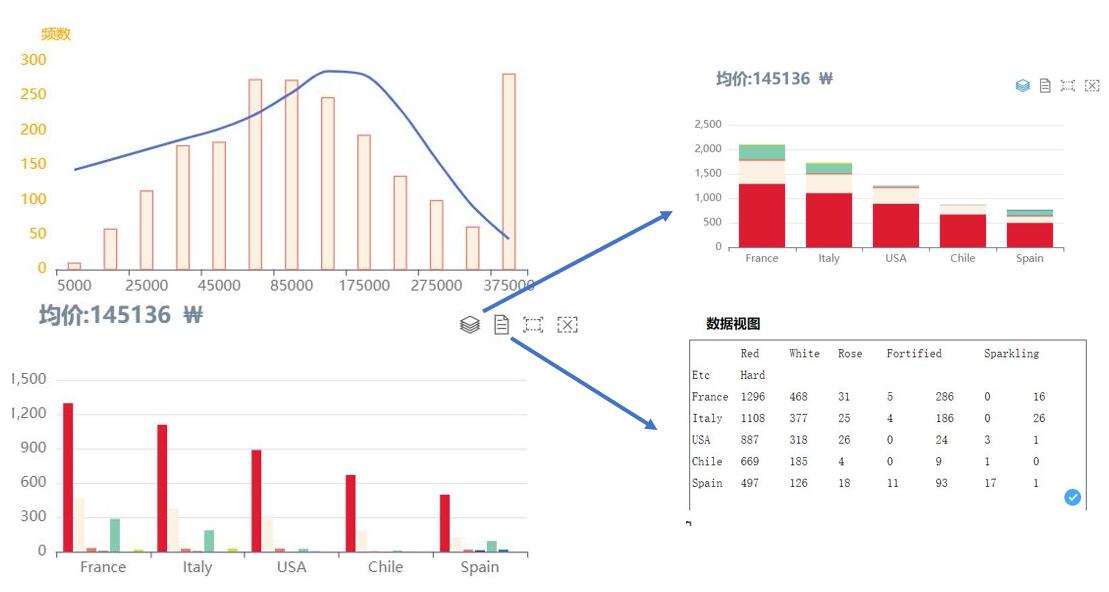 频数
300
250
200
150
100
50
0
5000 25000 45000 85000 175000 275000 375000
均价:145136 ₩
1,500
1,200
900
600
300
0
France Italy USA Chile Spain
均价:145136 ₩
2,500
2,000
1,500
1,000
500
0
France Italy USA Chile Spain
数据视图
Red White Rose Fortified Sparkling
Etc Hard
France 1296 468 31 5 286 0 16
Italy 1108 377 25 4 186 0 26
USA 887 318 26 0 24 3 1
Chile 669 185 4 0 9 1 0
Spain 497 126 18 11 93 17 1